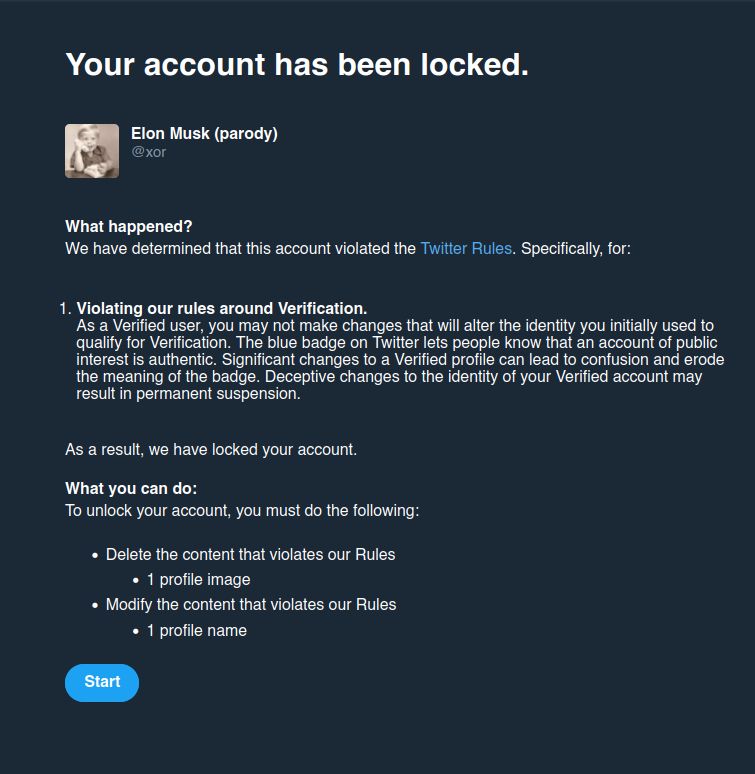 Your account has been locked.
Elon Musk (parody)
@xor
What happened?
We have determined that this account violated the Twitter Rules. Specifically, for:
1. Violating our rules around Verification.
As a Verified user, you may not make changes that will alter the identity you initially used to
qualify for Verification. The blue badge on Twitter lets people know that an account of public
interest is authentic. Significant changes to a Verified profile can lead to confusion and erode
the meaning of the badge. Deceptive changes to the identity of your Verified account may
result in permanent suspension.
As a result, we have locked your account.
What you can do:
To unlock your account, you must do the following:
• Delete the content that violates our Rules
• 1 profile image
• Modify the content that violates our Rules
• 1 profile name
Start